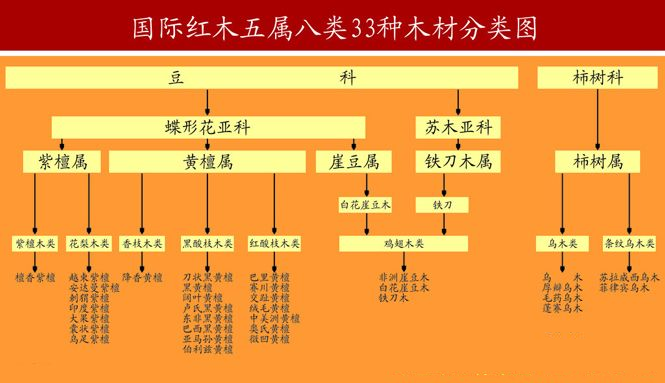 国际红木五属八类33种木材分类图
豆 科
柿树科
蝶形花亚科
苏木亚科
紫檀属
黄檀属
崖豆属
铁刀木属
柿树属
白花崖豆木
铁刀
紫檀木类
花梨木类
香枝木类
黑酸枝木类
红酸枝木类
鸡翅木类
乌木类
条纹乌木类
檀香紫檀
越柬紫檀
安达曼紫檀
刺猬紫檀
印度紫檀
大果紫檀
囊状紫檀
鸟足紫檀
降香黄檀
刀状黑黄檀
黑黄檀
阔叶黄檀
卢氏黑黄檀
东非黑黄檀
巴西黑黄檀
亚马孙黄檀
伯利兹黄檀
巴里黄檀
赛川黄檀
交趾黄檀
绒毛黄檀
中美洲黄檀
奥氏黄檀
微凹黄檀
非洲崖豆木
白花崖豆木
铁刀木
乌 木
厚瓣乌木
毛药乌木
蓬赛乌木
苏拉威西乌木
菲律宾乌木